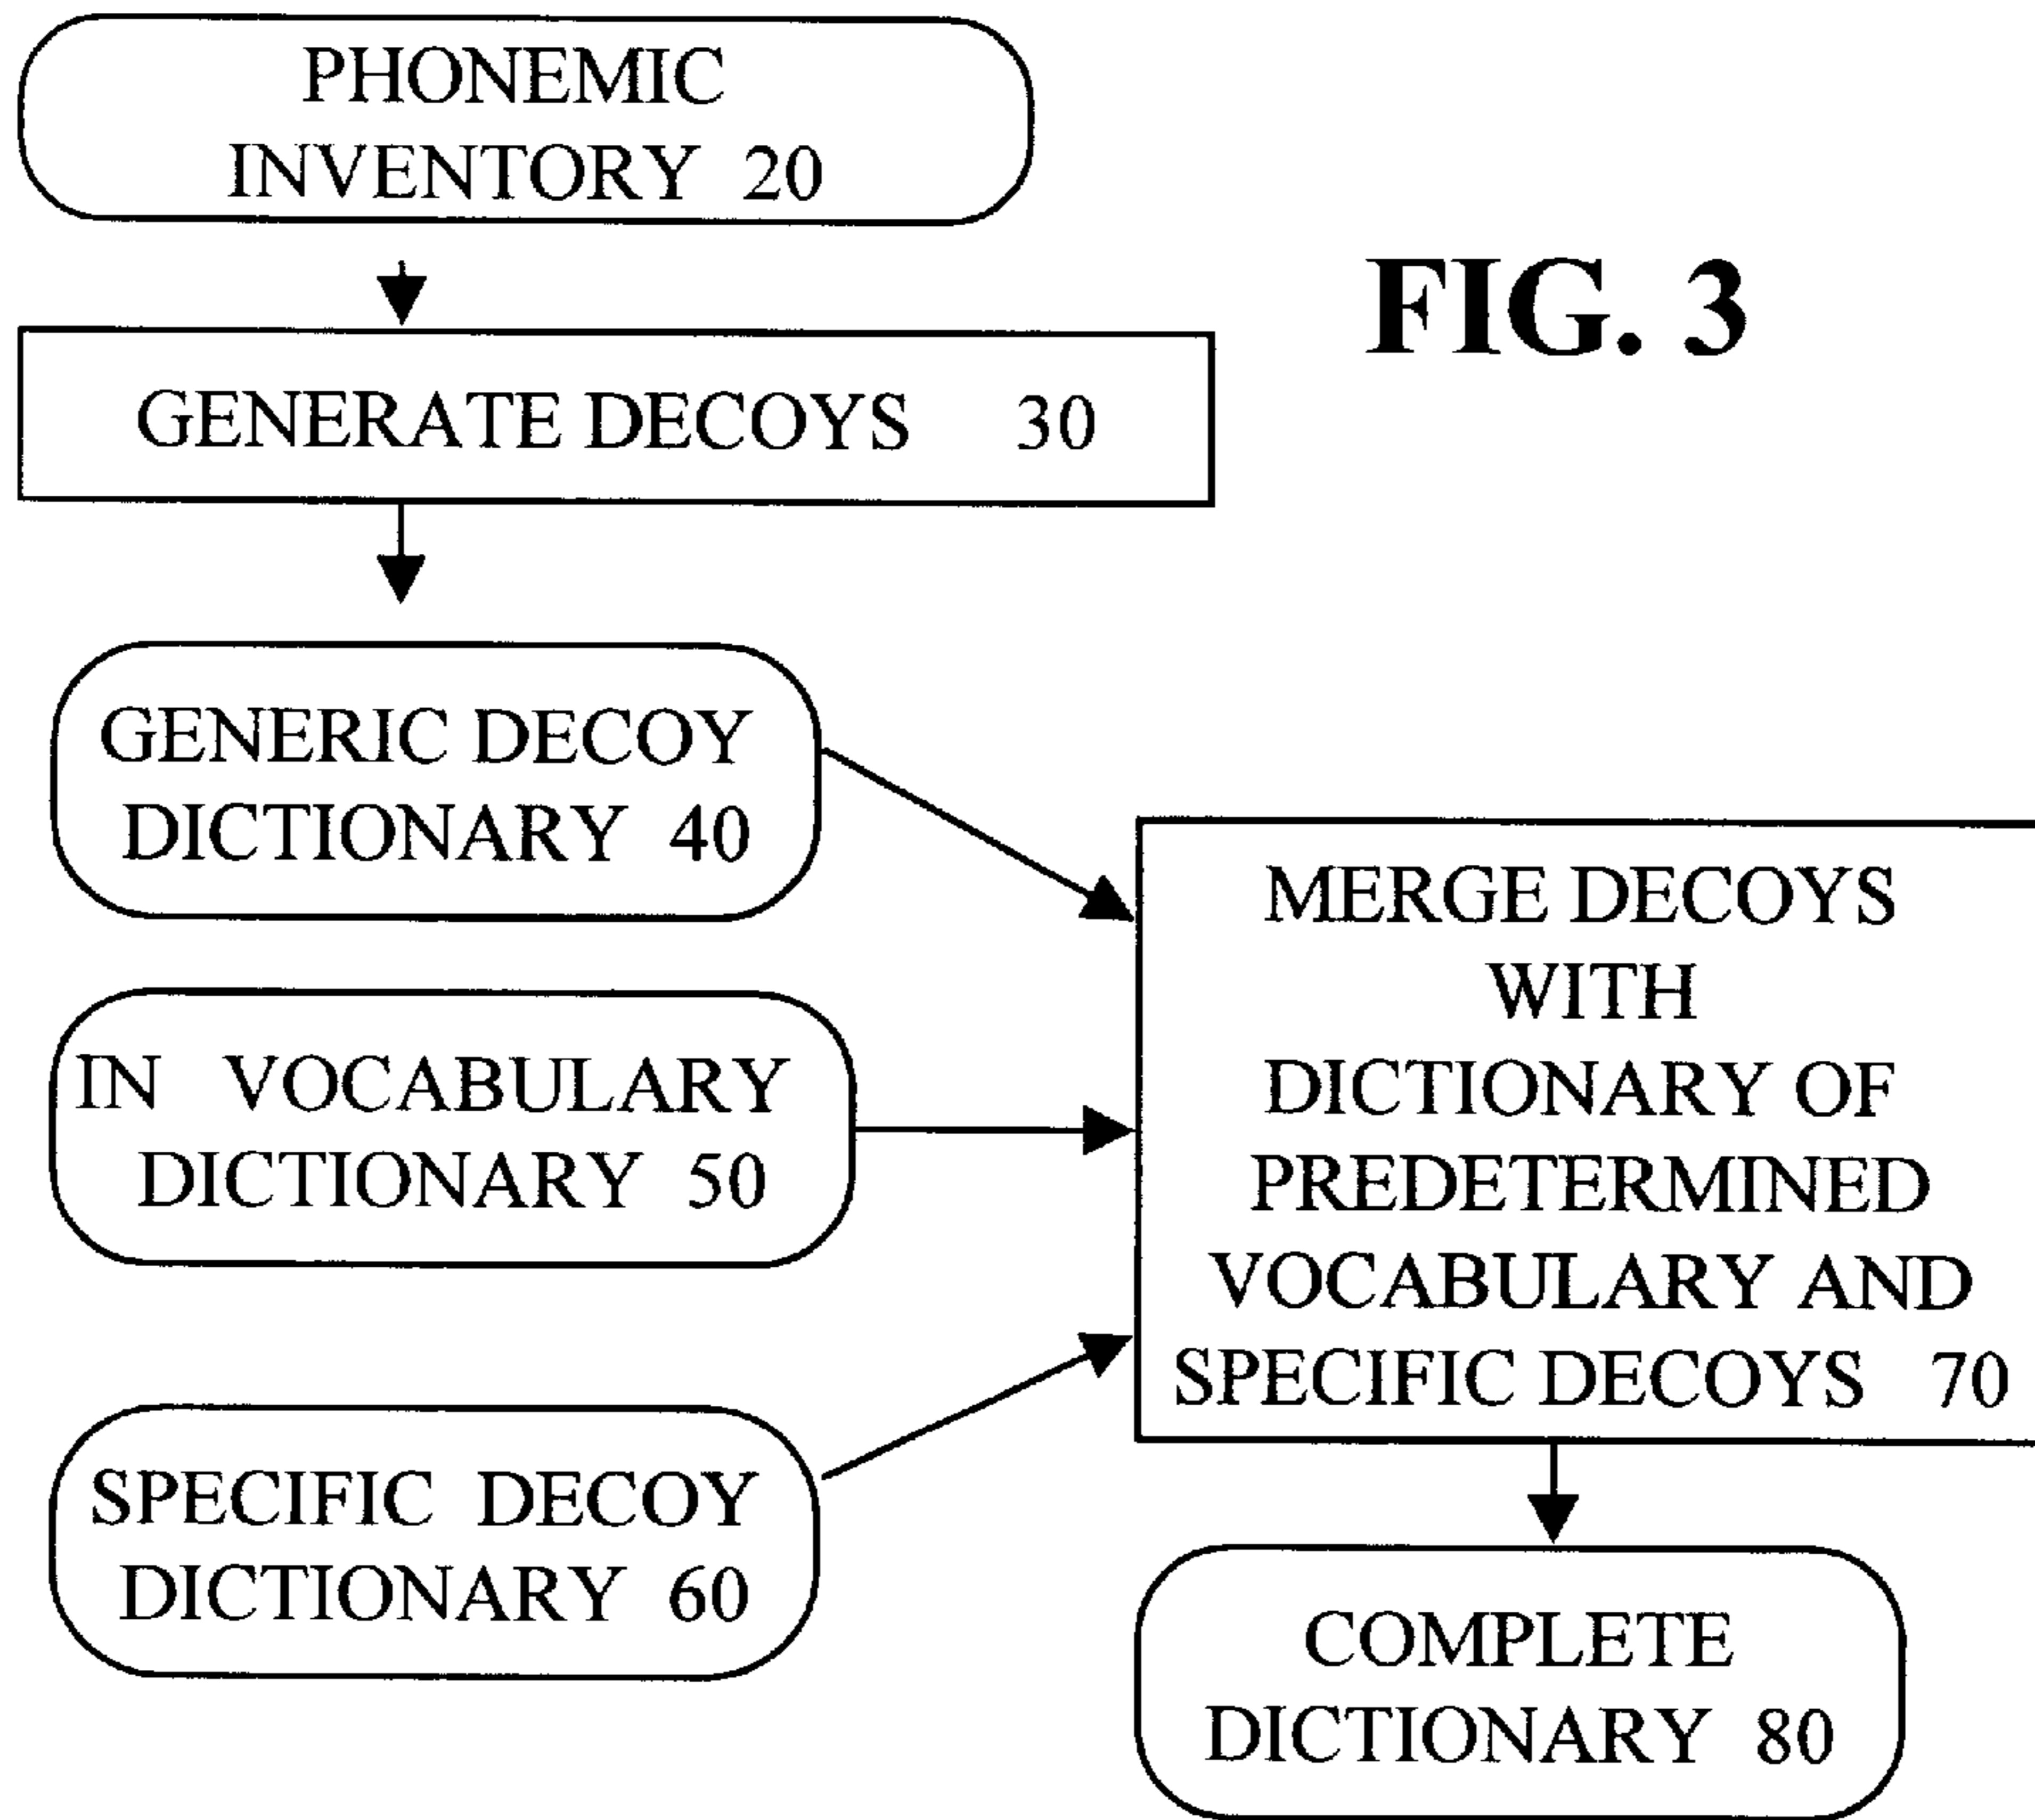 PHONEMIC
INVENTORY 20
FIG. 3
GENERATE DECOYS 30
GENERIC DECOY
DICTIONARY 40
IN VOCABULARY
DICTIONARY 50
SPECIFIC DECOY
DICTIONARY 60
MERGE DECOYS
WITH
DICTIONARY OF
PREDETERMINED
VOCABULARY AND
SPECIFIC DECOYS 70
COMPLETE
DICTIONARY 80